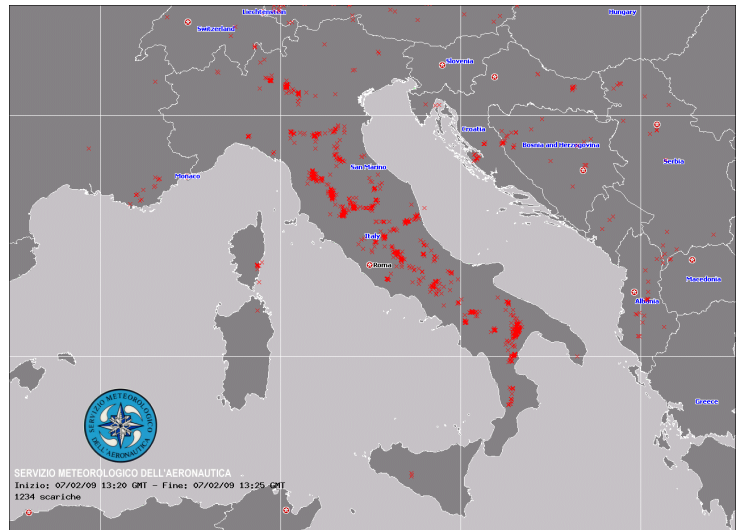 Liechtenstein
Hungary
Switzerland
Slovenia
Croatia
Bosnia and Herzegovina
Serbia
San Marino
Monaco
Italy
Roma
Macedonia
Albania
Greece
SERVIZIO METEOROLOGICO
DELL'AERONAUTICA
SERVIZIO METEOROLOGICO DELL'AERONAUTICA
Inizio: 07/02/09 13:20 GMT - Fine: 07/02/09 13:25 GMT
1234 scariche